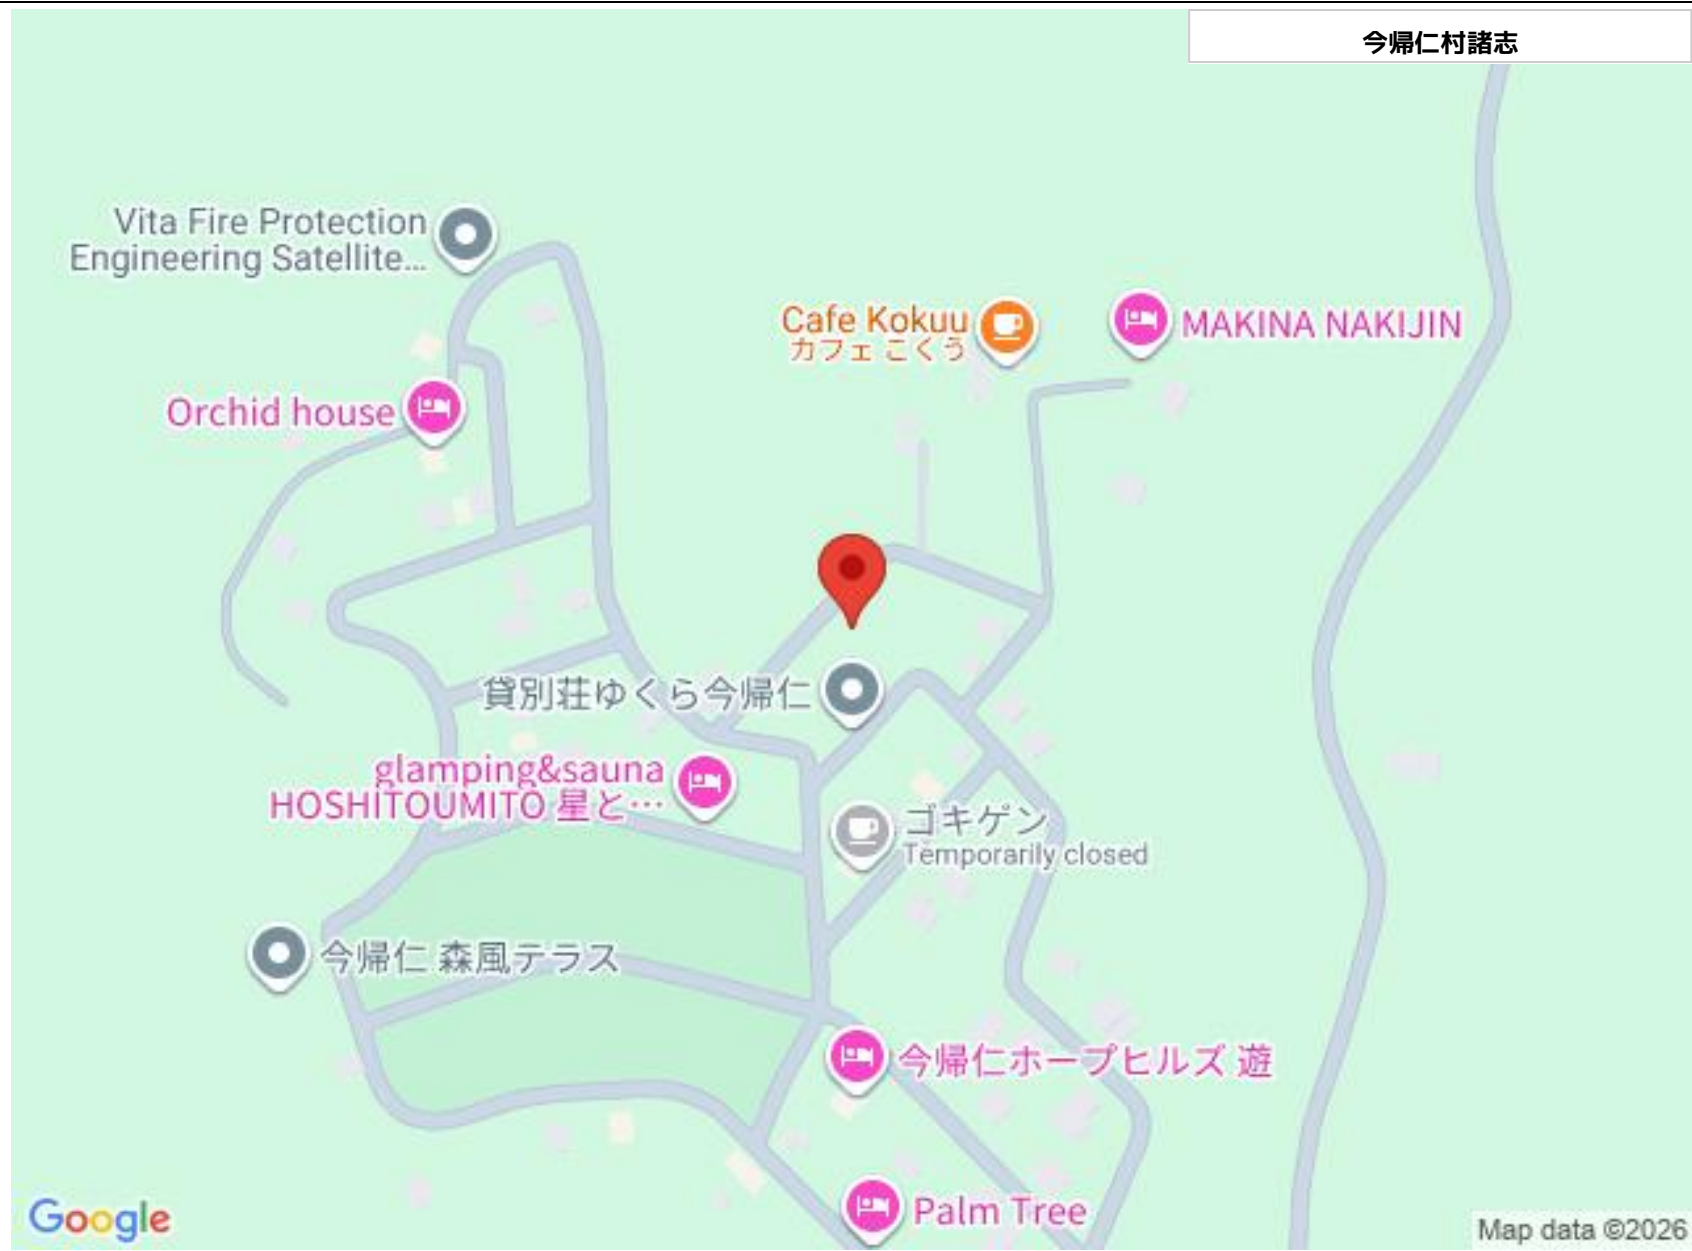 今帰仁村諸志
Vita Fire Protection
Engineering Satellite...
Cafe Kokuu
カフェ こくう
MAKINA NAKIJIN
Orchid house
貸別荘ゆくら今帰仁
glamping&sauna
HOSHITOUMITO 星と…
ゴキゲン
Temporarily closed
今帰仁 森風テラス
今帰仁ホープヒルズ 遊
Palm Tree
Google
Map data ©2026